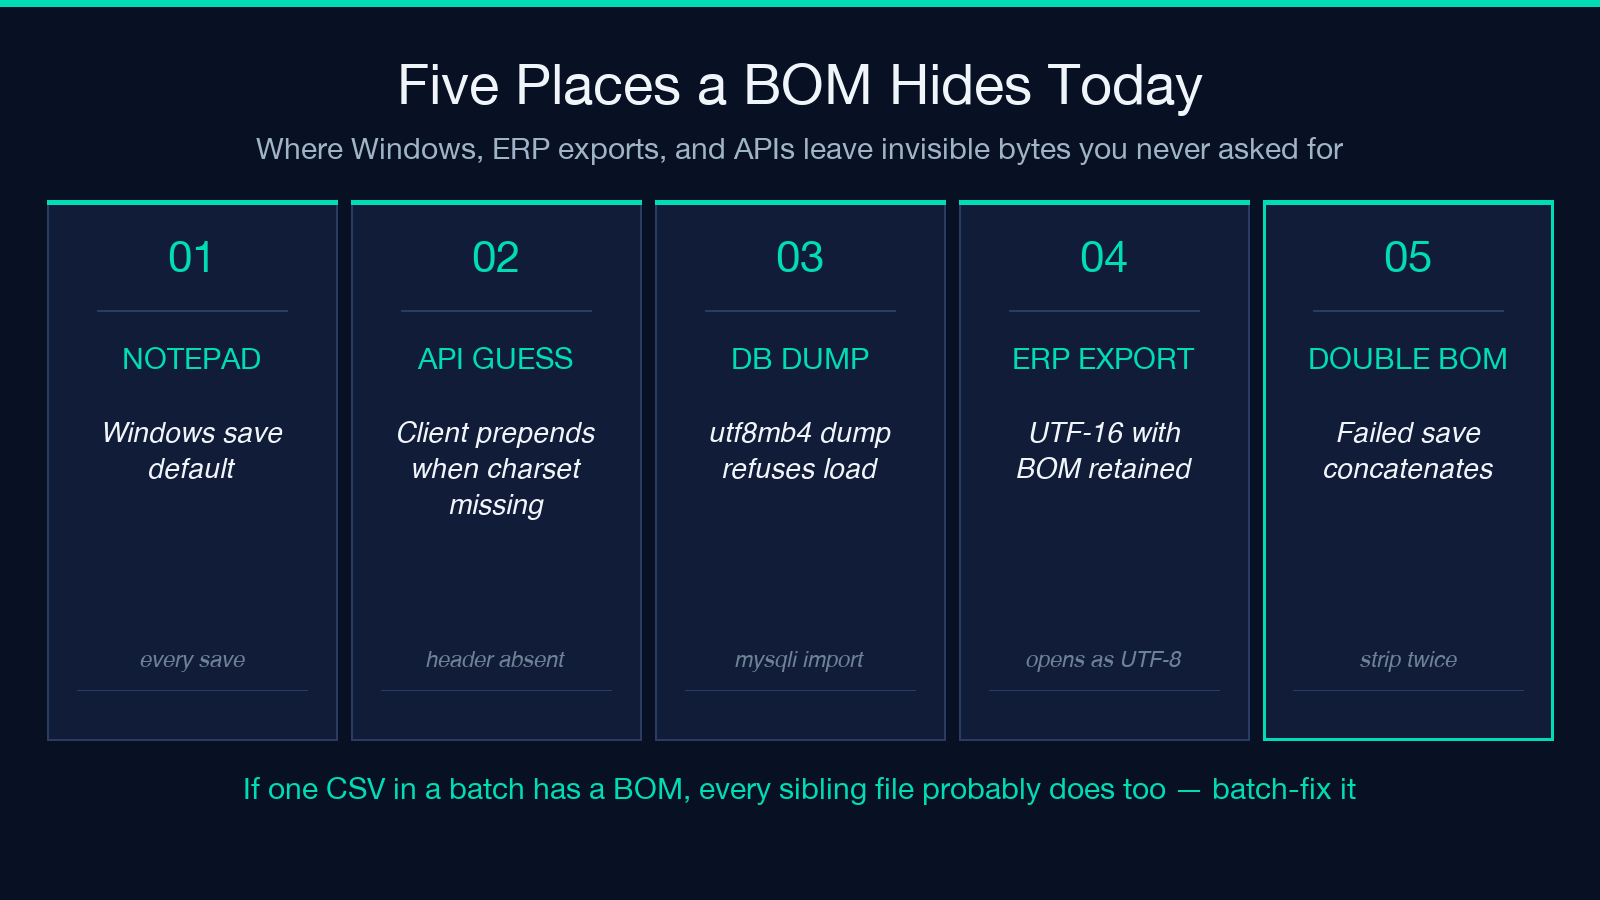 Five Places a BOM Hides Today
Where Windows, ERP exports, and APIs leave invisible bytes you never asked for
01
NOTEPAD
Windows save
default
every save
02
API GUESS
Client prepends
when charset
missing
header absent
03
DB DUMP
utf8mb4 dump
refuses load
mysqli import
04
ERP EXPORT
UTF-16 with
BOM retained
opens as UTF-8
05
DOUBLE BOM
Failed save
concatenates
strip twice
If one CSV in a batch has a BOM, every sibling file probably does too — batch-fix it